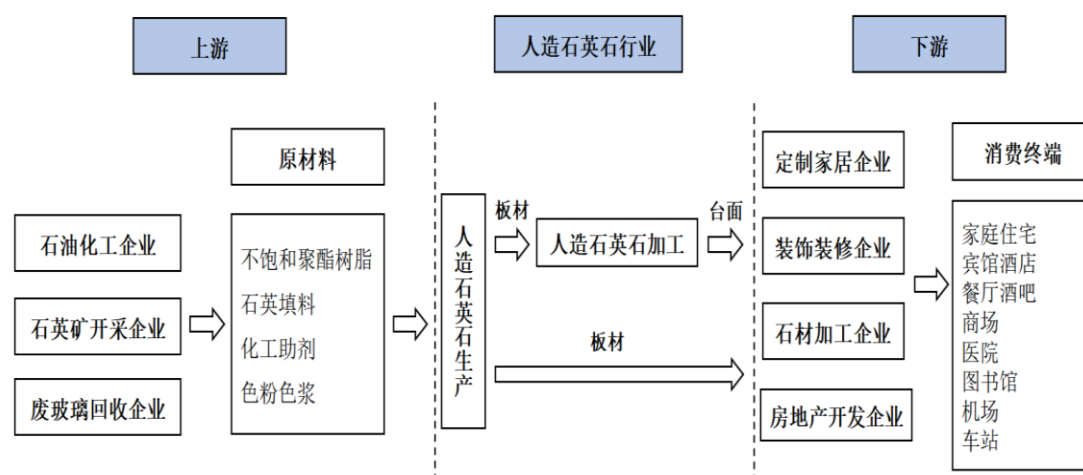 上游
人造石英石行业
下游
原材料
石油化工企业
石英矿开采企业
废玻璃回收企业
不饱和聚酯树脂
石英填料
化工助剂
色粉色浆
人造石英石生产
板材
人造石英石加工
台面
板材
定制家居企业
装饰装修企业
石材加工企业
房地产开发企业
消费终端
家庭住宅
宾馆酒店
餐厅酒吧
商场
医院
图书馆
机场
车站